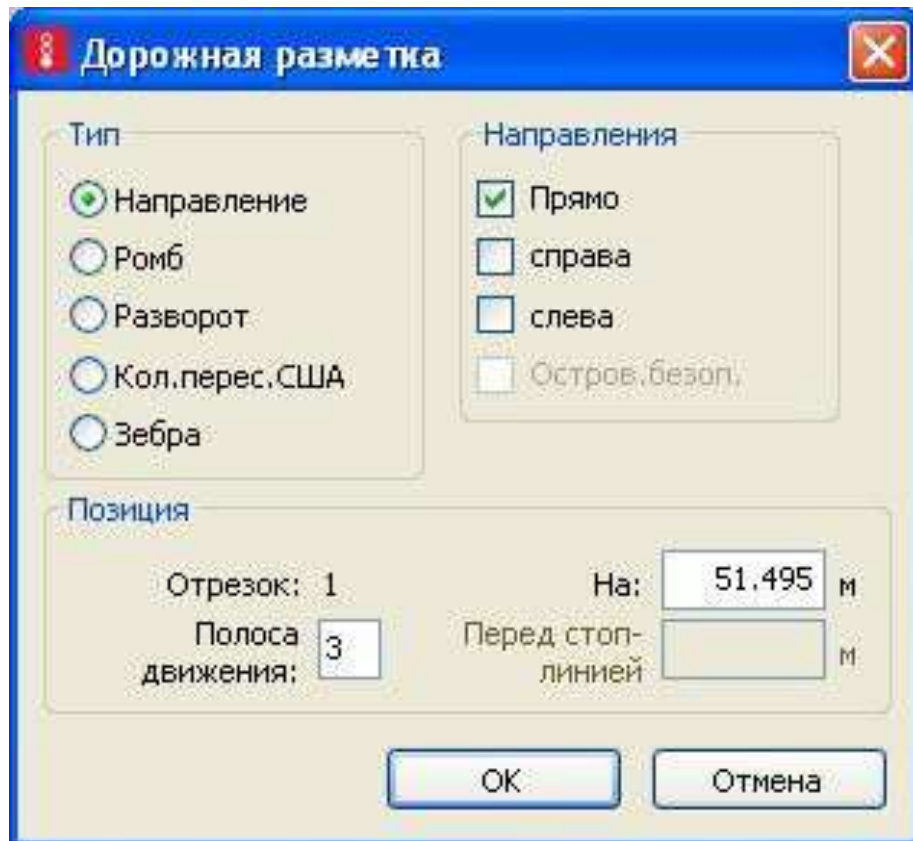 Дорожная разметка
Тип
Направление
Ромб
Разворот
Кол.перес.США
Зебра
Направления
Прямо
справа
слева
Остров.безоп.
Позиция
Отрезок: 1
На: 51.495 м
Полоса
движения: 3
Перед стоп-
линией м
OK
Отмена